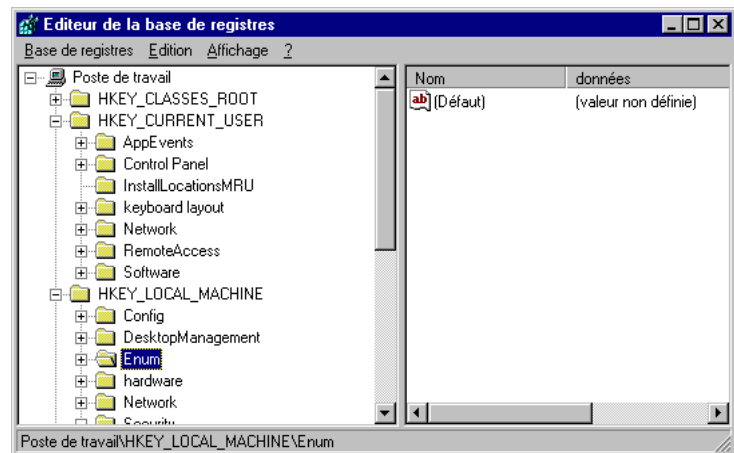 Editeur de la base de registres
Base de registres Edition Affichage ?
Poste de travail
HKEY_CLASSES_ROOT
HKEY_CURRENT_USER
AppEvents
Control Panel
InstallLocationsMRU
keyboard layout
Network
RemoteAccess
Software
HKEY_LOCAL_MACHINE
Config
DesktopManagement
Enum
hardware
Network
Security
Nom données
ab (Défaut) (valeur non définie)
Poste de travail\HKEY_LOCAL_MACHINE\Enum